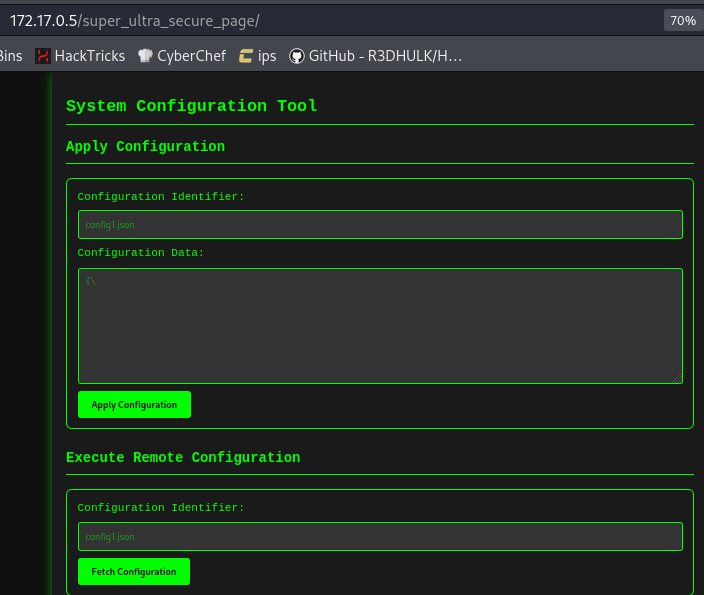 172.17.0.5/super_ultra_secure_page/
70%
Bins HackTricks CyberChef ips GitHub - R3DHULK/H...
System Configuration Tool
Apply Configuration
Configuration Identifier:
config1.json
Configuration Data:
{\
Apply Configuration
Execute Remote Configuration
Configuration Identifier:
config1.json
Fetch Configuration